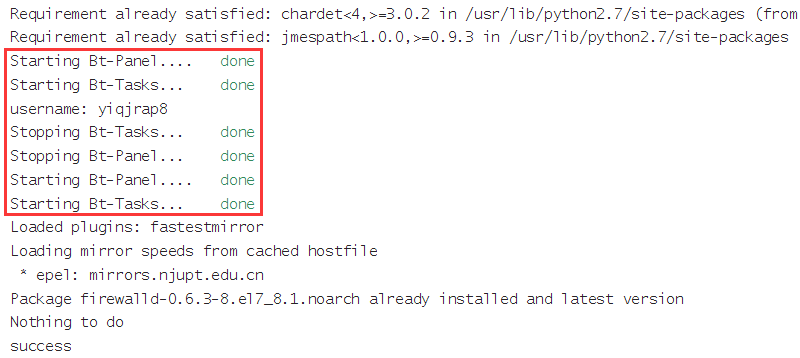 Requirement already satisfied: chardet<4,>=3.0.2 in /usr/lib/python2.7/site-packages (from
Requirement already satisfied: jmespath<1.0.0,>=0.9.3 in /usr/lib/python2.7/site-packages
Starting Bt-Panel.... done
Starting Bt-Tasks... done
username: yiqjrap8
Stopping Bt-Tasks... done
Stopping Bt-Panel... done
Starting Bt-Panel.... done
Starting Bt-Tasks... done
Loaded plugins: fastestmirror
Loading mirror speeds from cached hostfile
* epel: mirrors.njupt.edu.cn
Package firewalld-0.6.3-8.el7_8.1.noarch already installed and latest version
Nothing to do
success